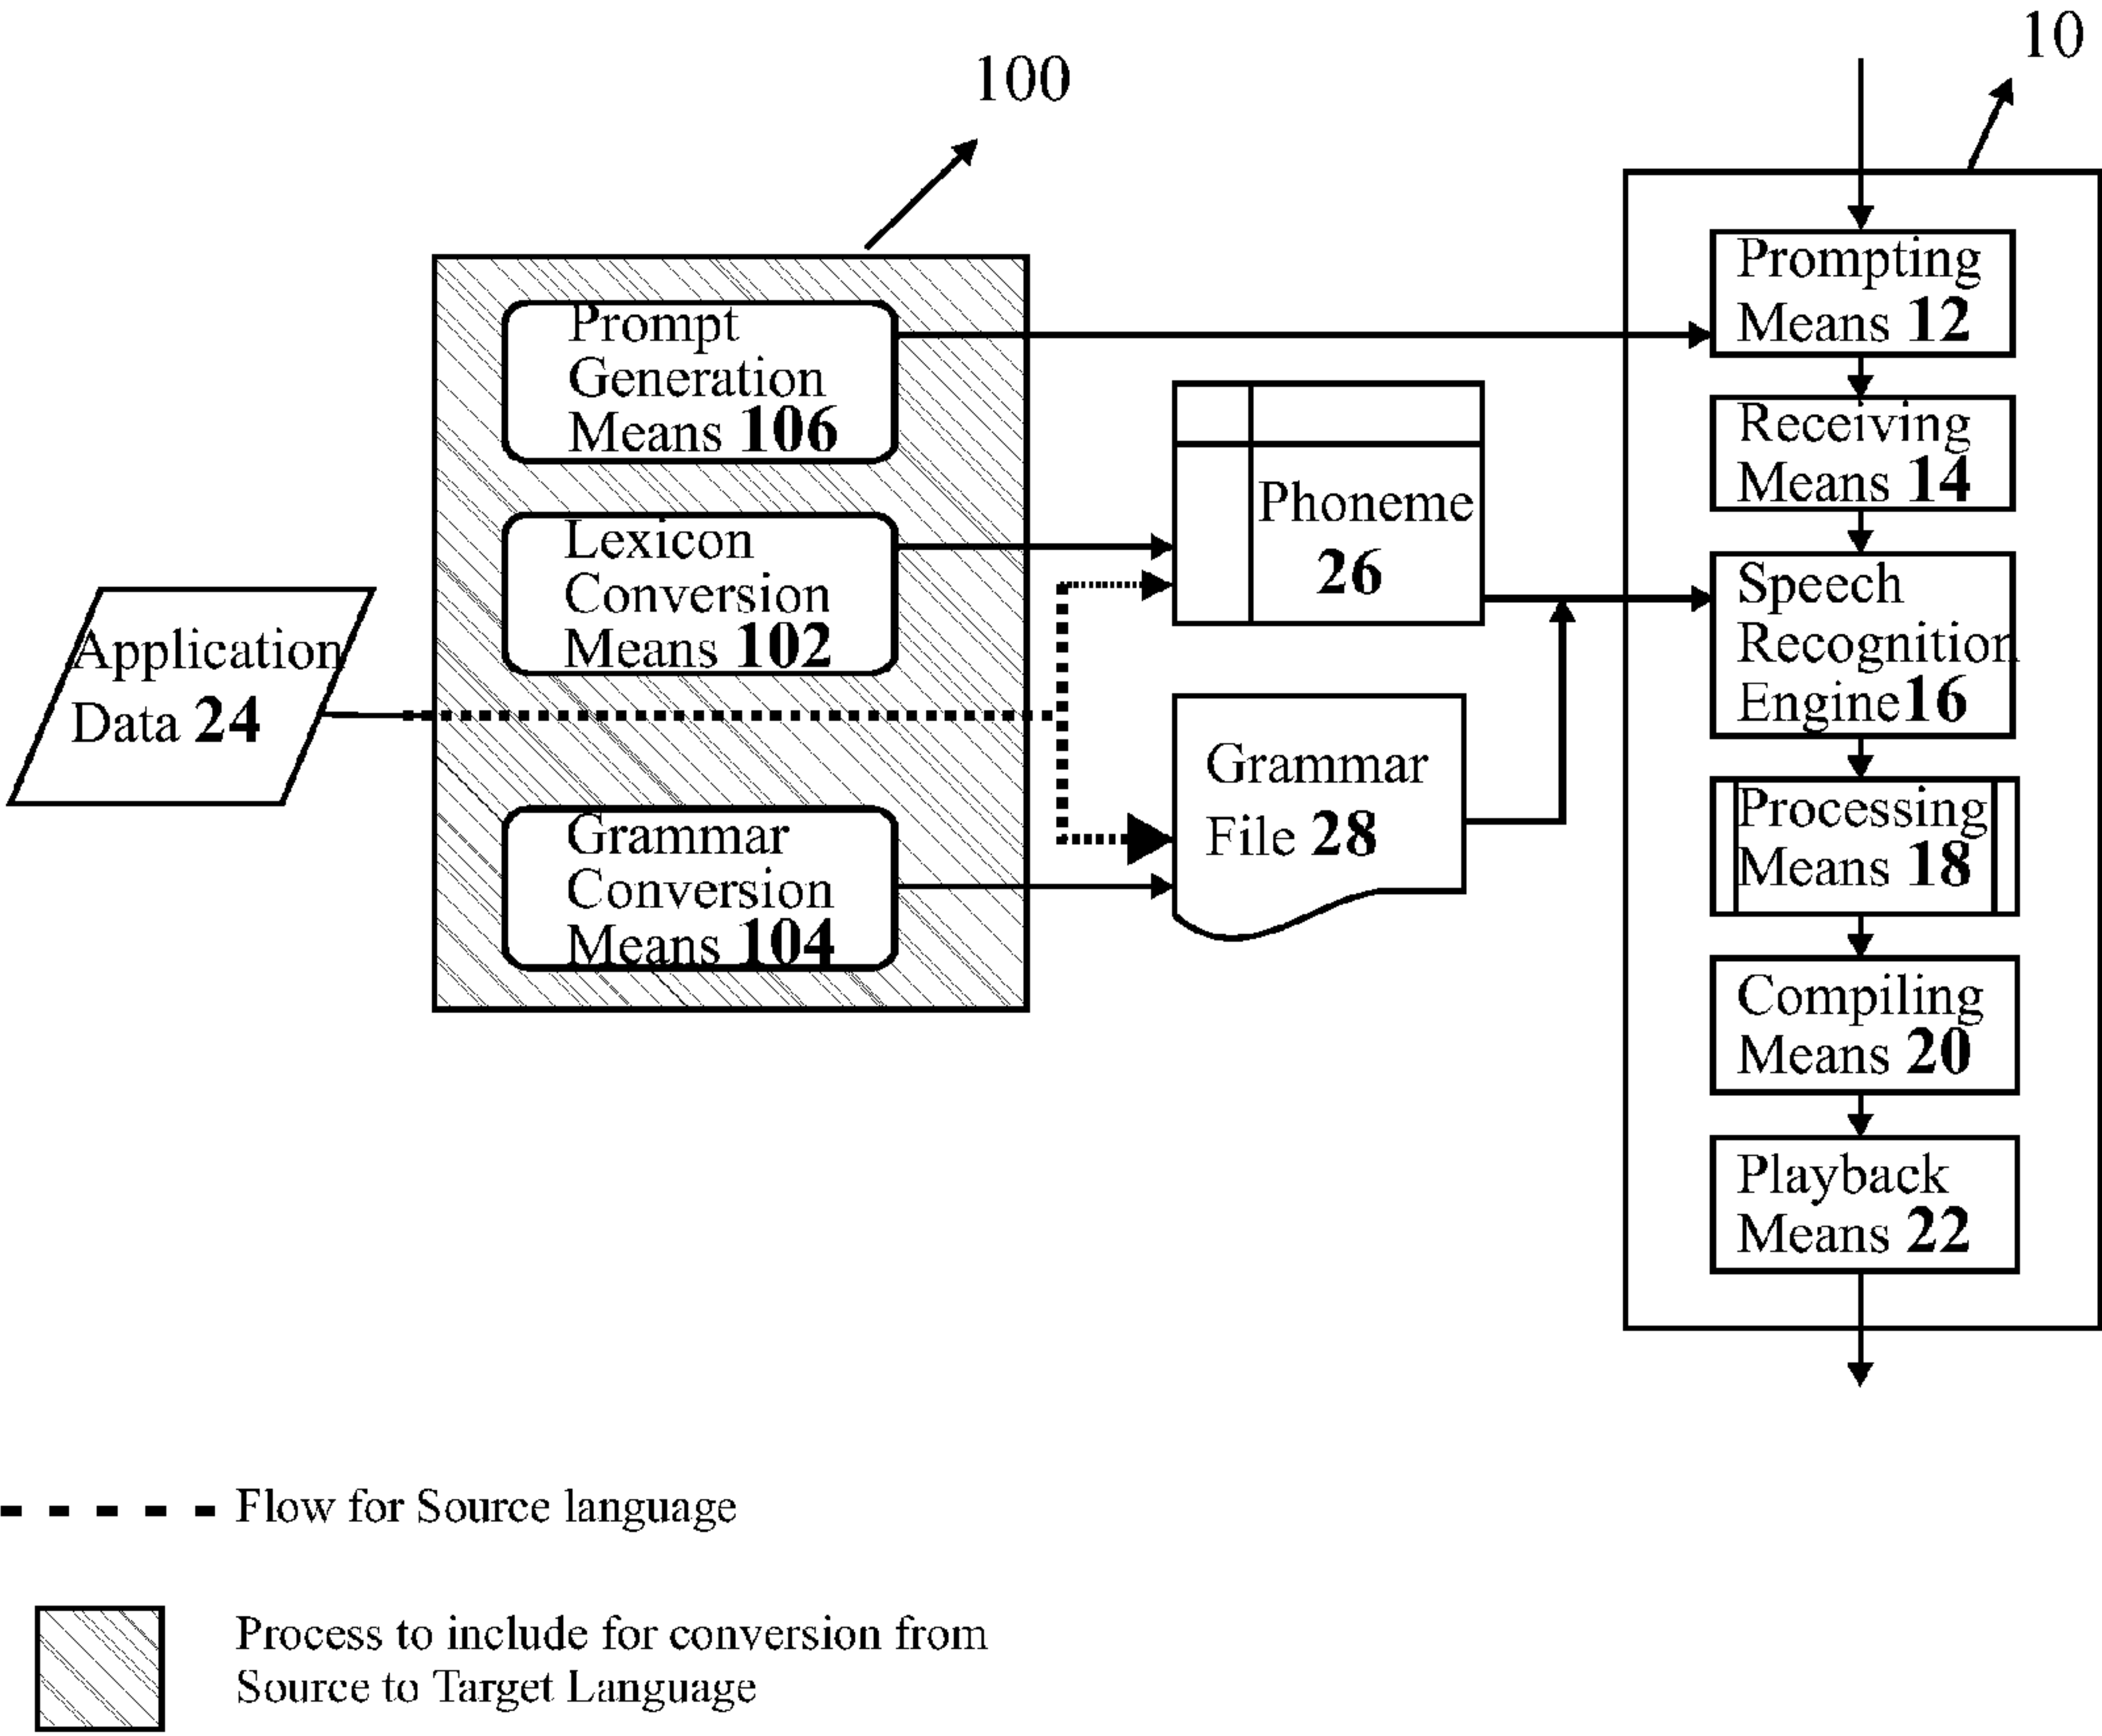 10
100
Prompt
Generation
Means 106
Lexicon
Conversion
Means 102
Grammar
Conversion
Means 104
Application
Data 24
Phoneme
26
Grammar
File 28
Prompting
Means 12
Receiving
Means 14
Speech
Recognition
Engine16
Processing
Means 18
Compiling
Means 20
Playback
Means 22
Flow for Source language
Process to include for conversion from
Source to Target Language